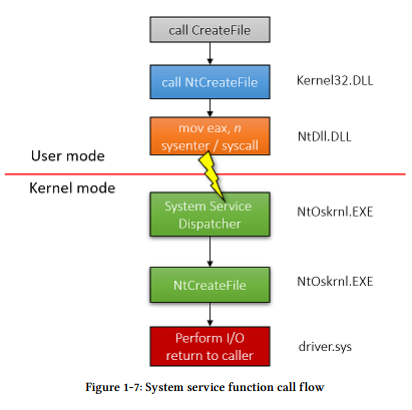 call CreateFile
call NtCreateFile
Kernel32.DLL
mov eax, n
sysenter / syscall
NtDll.DLL
User mode
Kernel mode
System Service
Dispatcher
NtOskrnl.EXE
NtCreateFile
NtOskrnl.EXE
Perform I/O
return to caller
driver.sys
Figure 1-7: System service function call flow